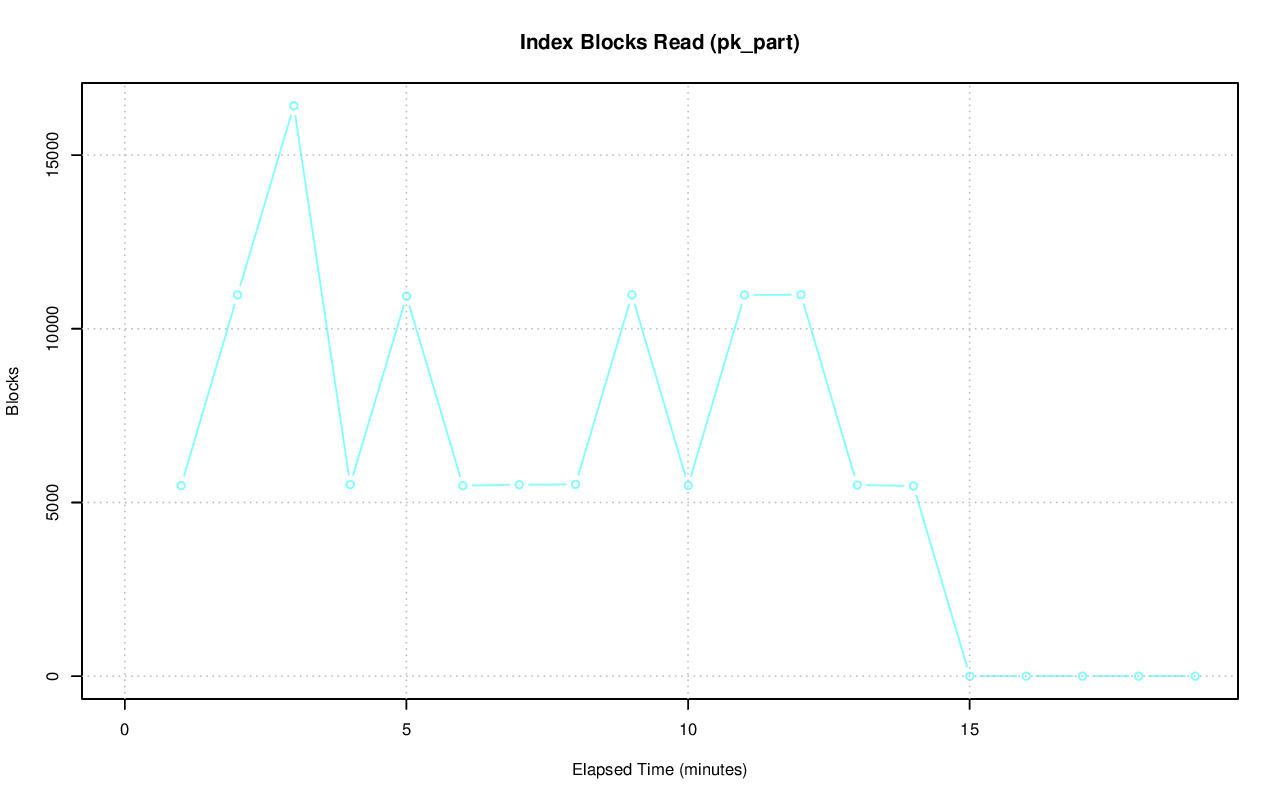 Index Blocks Read (pk_part)
Blocks
15000
10000
5000
0
0 5 10 15
Elapsed Time (minutes)